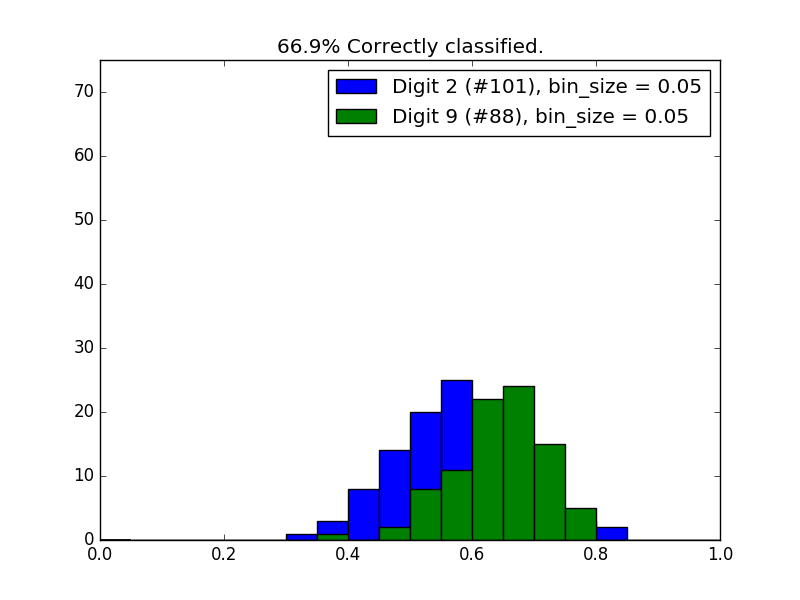 66.9% Correctly classified.
Digit 2 (#101), bin_size = 0.05
Digit 9 (#88), bin_size = 0.05
70
60
50
40
30
20
10
0
0.0 0.2 0.4 0.6 0.8 1.0